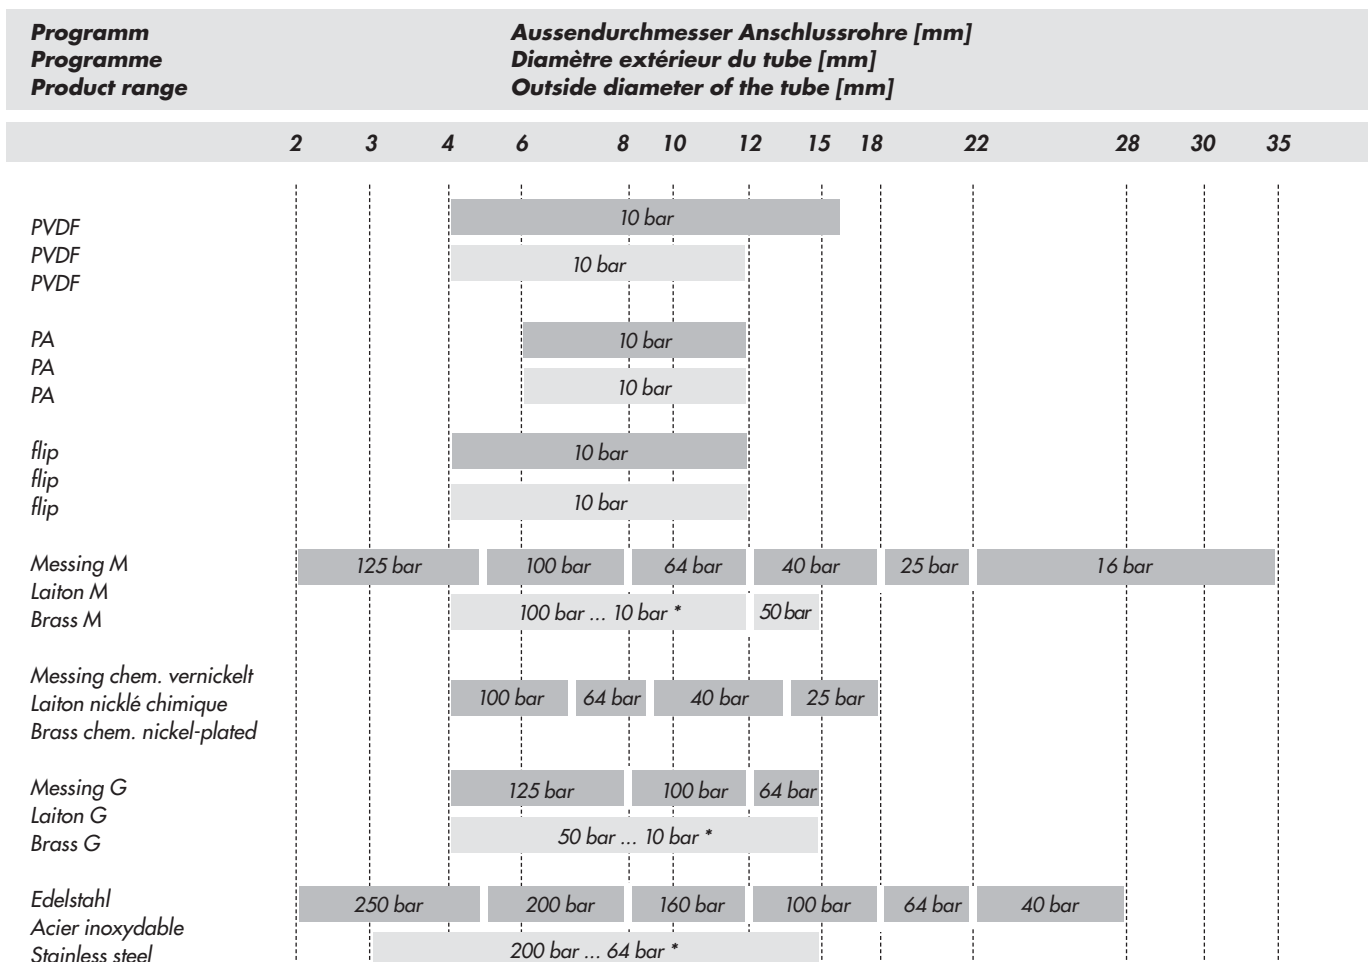 Programm Aussendurchmesser Anschlussrohre [mm]
Programme Diamètre extérieur du tube [mm]
Product range Outside diameter of the tube [mm]
2 3 4 6 8 10 12 15 18 22 28 30 35
10 bar
PVDF
PVDF
10 bar
PVDF
PA
10 bar
PA
10 bar
PA
flip
10 bar
flip
flip
10 bar
Messing M 125 bar 100 bar 64 bar 40 bar 25 bar 16 bar
Laiton M
Brass M 100 bar ... 10 bar * 50 bar
Messing chem. vernickelt
Laiton nicklé chimique 100 bar 64 bar 40 bar 25 bar
Brass chem. nickel-plated
Messing G 125 bar 100 bar 64 bar
Laiton G
Brass G 50 bar ... 10 bar *
Edelstahl 250 bar 200 bar 160 bar 100 bar 64 bar 40 bar
Acier inoxydable
Stainless steel 200 bar ... 64 bar *